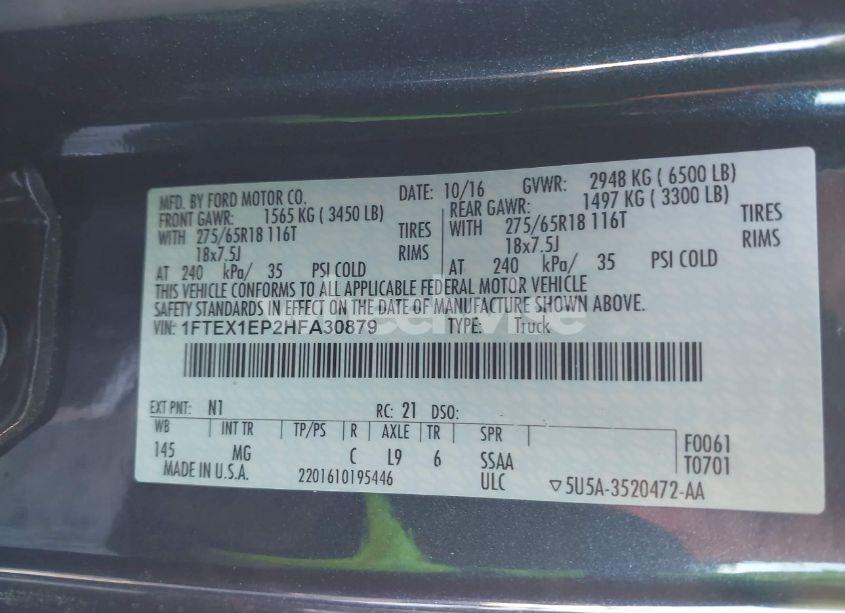 MFD. BY FORD MOTOR CO. DATE: 10/16 GVWR: 2948 KG ( 6500 LB)
FRONT GAWR: 1565 KG ( 3450 LB) REAR GAWR: 1497 KG ( 3300 LB)
WITH 275/65R18 116T TIRES WITH 275/65R18 116T TIRES
18x7.5J RIMS 18x7.5J RIMS
AT 240 kPa/ 35 PSI COLD AT 240 kPa/ 35 PSI COLD
THIS VEHICLE CONFORMS TO ALL APPLICABLE FEDERAL MOTOR VEHICLE
SAFETY STANDARDS IN EFFECT ON THE DATE OF MANUFACTURE SHOWN ABOVE.
VIN: 1FTEX1EP2HFA30879 TYPE: Truck
EXT PNT: N1 RC: 21 DSO:
WB INT TR TP/PS R AXLE TR SPR F0061
145 MG C L9 6 SSAA T0701
MADE IN U.S.A. 2201610195446 ULC ▽5U5A-3520472-AA